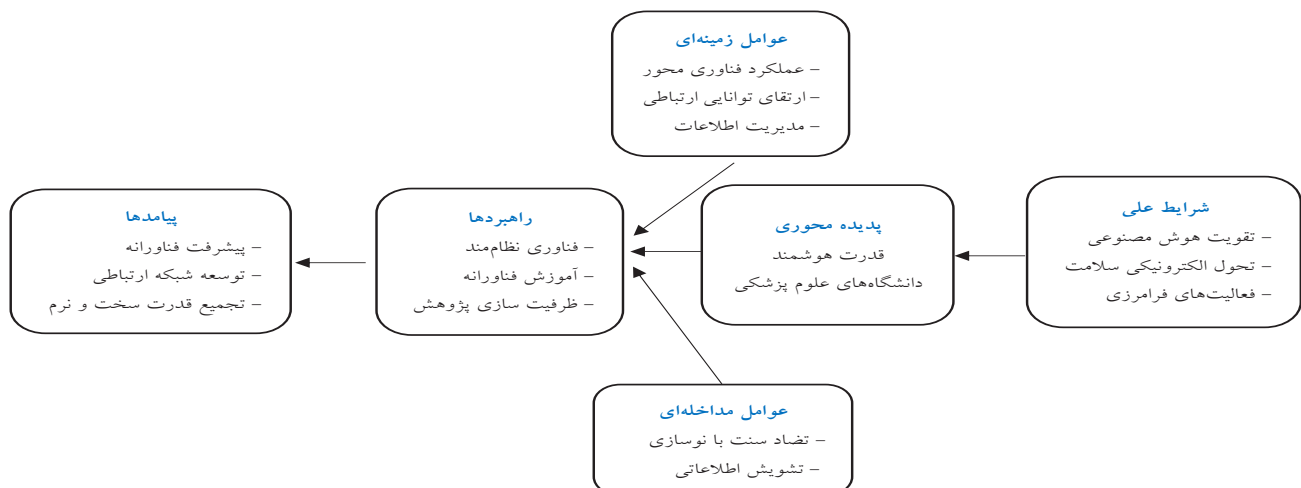 عوامل زمینه‌ای
– عملکرد فناوری محور
– ارتقای توانایی ارتباطی
– مدیریت اطلاعات
شرایط علی
– تقویت هوش مصنوعی
– تحول الکترونیکی سلامت
– فعالیت‌های فرامرزی
پدیده محوری
قدرت هوشمند
دانشگاه‌های علوم پزشکی
راهبردها
– فناوری نظام‌مند
– آموزش فناورانه
– ظرفیت سازی پژوهش
پیامدها
– پیشرفت فناورانه
– توسعه شبکه ارتباطی
– تجمیع قدرت سخت و نرم
عوامل مداخله‌ای
– تضاد سنت با نوسازی
– تشویش اطلاعاتی